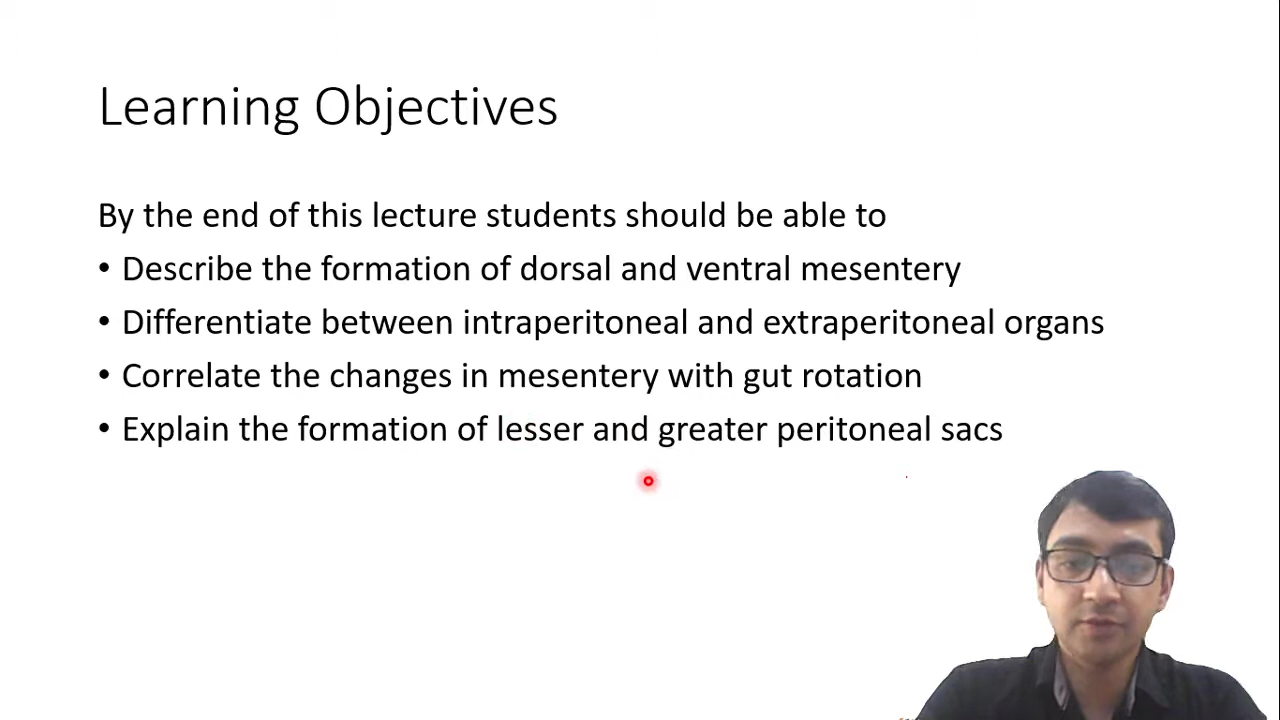 Learning Objectives
By the end of this lecture students should be able to
• Describe the formation of dorsal and ventral mesentery
• Differentiate between intraperitoneal and extraperitoneal organs
• Correlate the changes in mesentery with gut rotation
• Explain the formation of lesser and greater peritoneal sacs